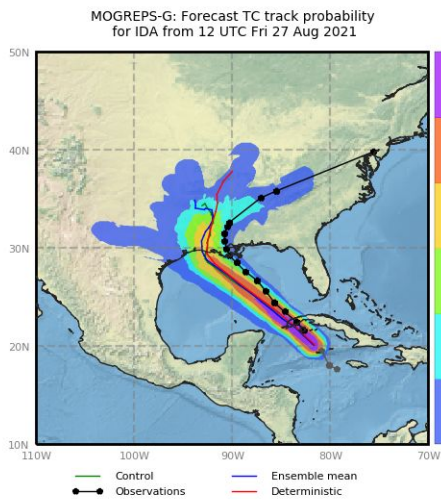 MOGREPS-G: Forecast TC track probability
for IDA from 12 UTC Fri 27 Aug 2021
50N
40N
30N
20N
10N
110W 100W 90W 80W 70W
Control Ensemble mean
Observations Deterministic